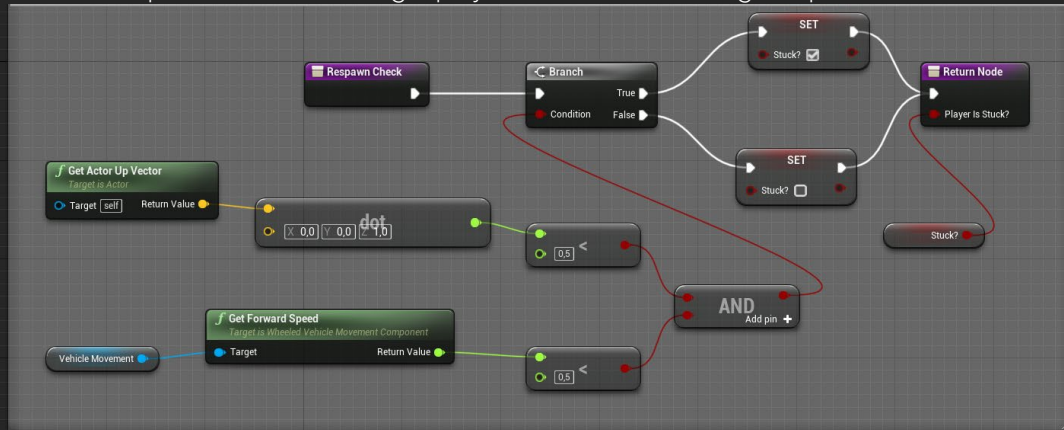 SET
Stuck?
Respawn Check
Branch
True
Condition
False
Return Node
Player Is Stuck?
SET
Stuck?
f Get Actor Up Vector
Target is Actor
Target self
Return Value
dot
X 0,0 Y 0,0 Z 1,0
0,5 <
Stuck?
AND
Add pin +
f Get Forward Speed
Target is Wheeled Vehicle Movement Component
Target
Return Value
Vehicle Movement
0,5 <